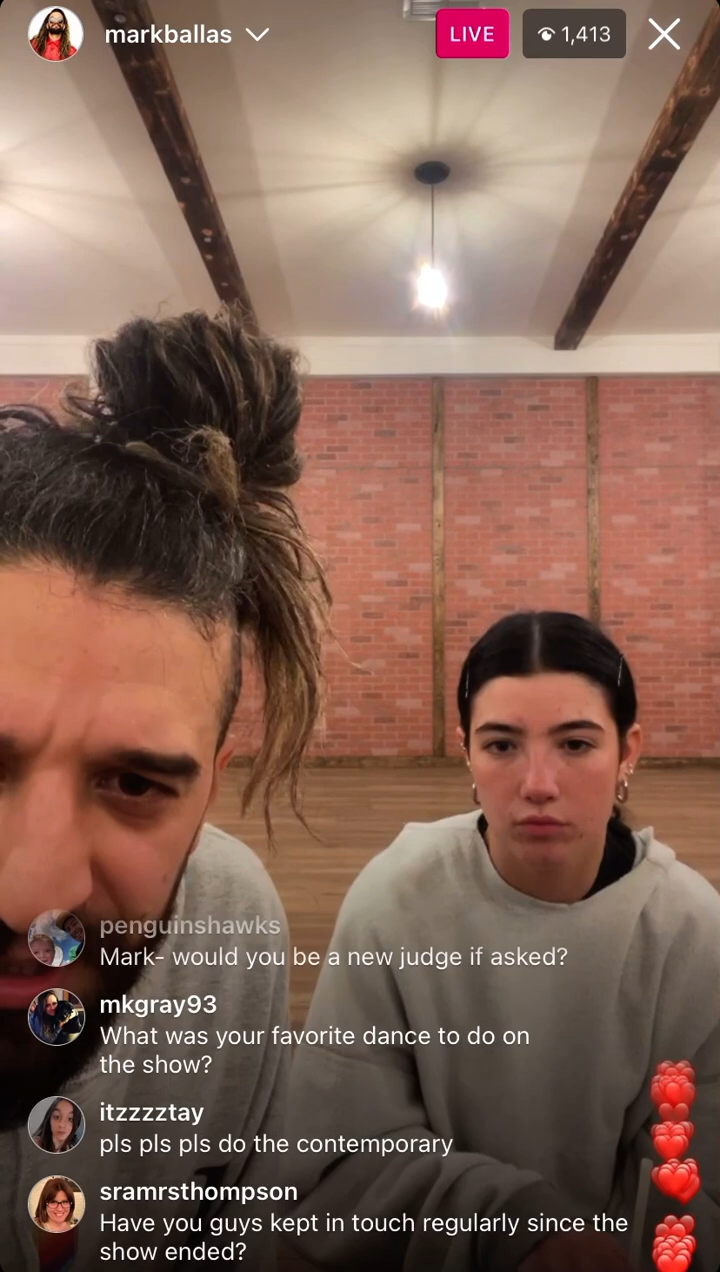 markballas
LIVE
1,413
penguinshawks
Mark- would you be a new judge if asked?
mkgray93
What was your favorite dance to do on
the show?
itzzzztay
pls pls pls do the contemporary
sramrsthompson
Have you guys kept in touch regularly since the
show ended?